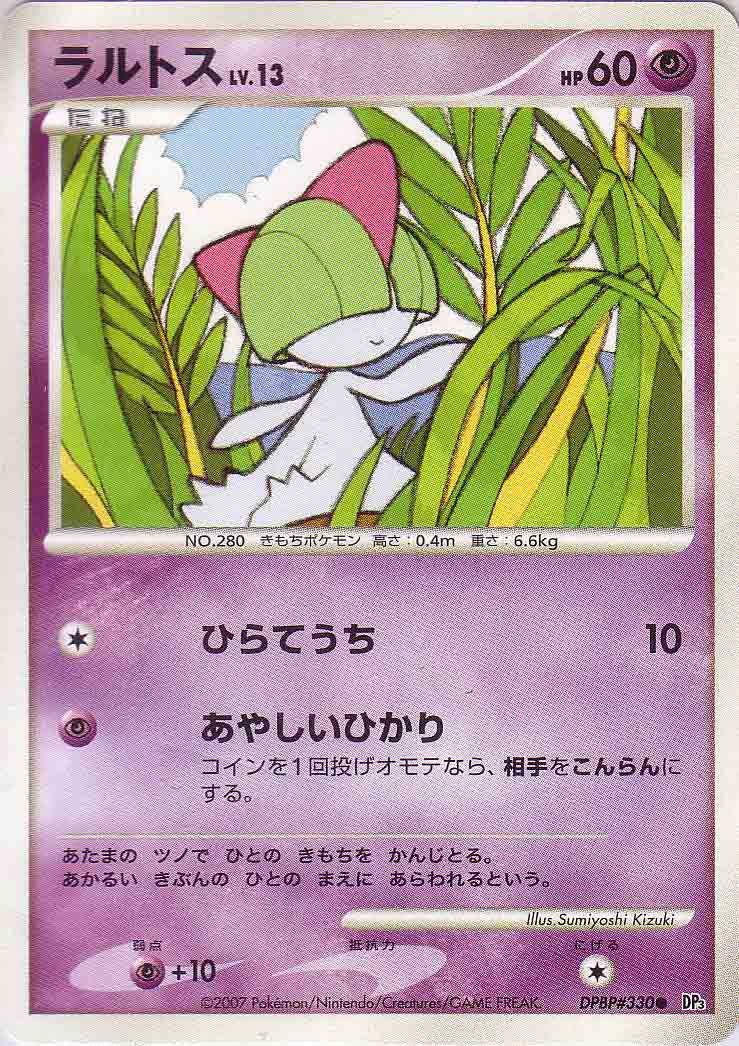 ラルトス LV.13 HP60
たね
NO.280 きもちポケモン 高さ:0.4m 重さ:6.6kg
ひらてうち 10
あやしいひかり
コインを1回投げオモテなら、相手をこんらんに
する。
あたまの ツノで ひとの きもちを かんじとる。
あかるい きぶんの ひとの まえに あらわれるという。
Illus.Sumiyoshi Kizuki
弱点 抵抗力 にげる
+10
©2007 Pokémon/Nintendo/Creatures/GAME FREAK. DPBP#330● DP3